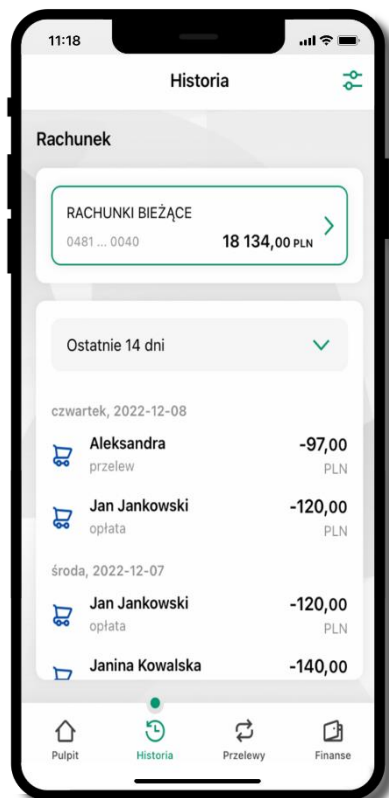 11:18
Historia
Rachunek
RACHUNKI BIEŻĄCE
0481 ... 0040 18 134,00 PLN
Ostatnie 14 dni
czwartek, 2022-12-08
Aleksandra -97,00
przelew PLN
Jan Jankowski -120,00
opłata PLN
środa, 2022-12-07
Jan Jankowski -120,00
opłata PLN
Janina Kowalska -140,00
Pulpit Historia Przelewy Finanse